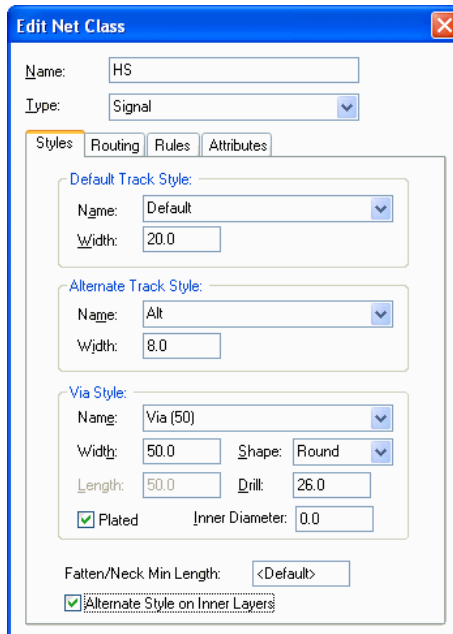 Edit Net Class
Name: HS
Type: Signal
Styles Routing Rules Attributes
Default Track Style:
Name: Default
Width: 20.0
Alternate Track Style:
Name: Alt
Width: 8.0
Via Style:
Name: Via (50)
Width: 50.0 Shape: Round
Length: 50.0 Drill: 26.0
Plated Inner Diameter: 0.0
Fatten/Neck Min Length: <Default>
Alternate Style on Inner Layers